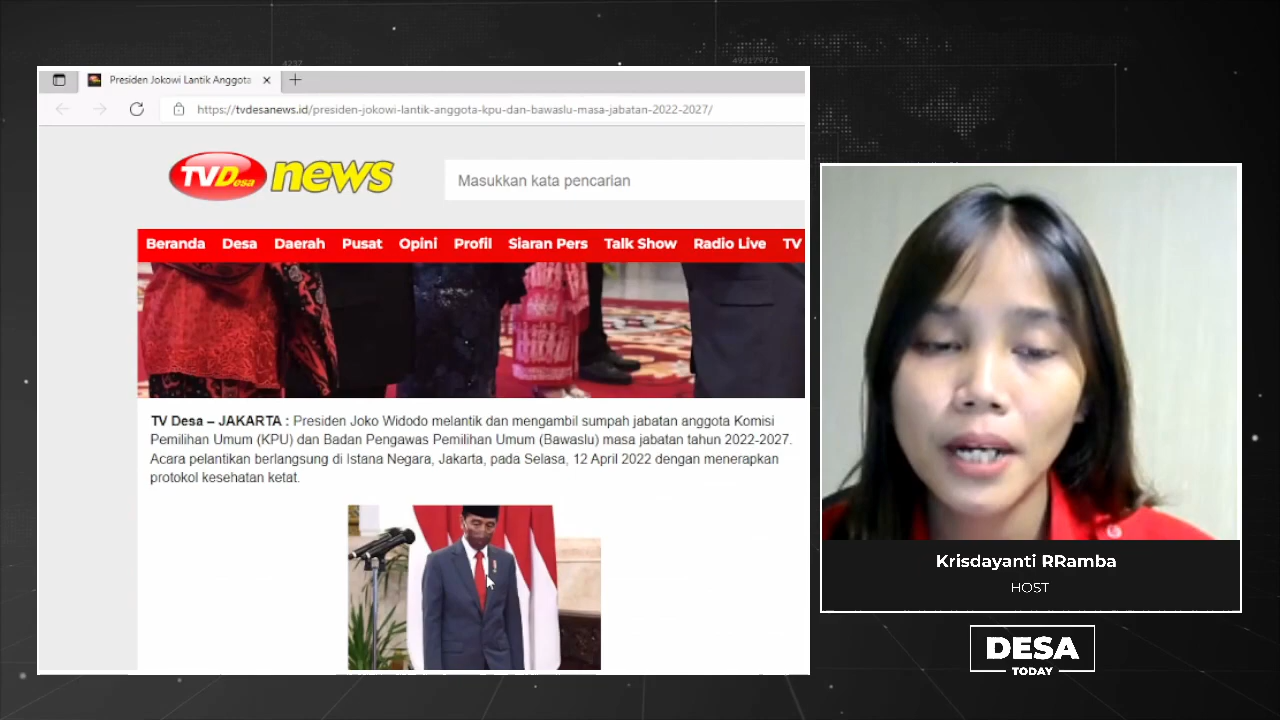 4237
493179F21
Presiden Jokowi Lantik Anggota
https://tvdesanews.id/presiden-jokowi-lantik-anggota-kpu-dan-bawaslu-masa-jabatan-2022-2027/
TVDesa news
Masukkan kata pencarian
Beranda Desa Daerah Pusat Opini Profil Siaran Pers Talk Show Radio Live TV
TV Desa – JAKARTA : Presiden Joko Widodo melantik dan mengambil sumpah jabatan anggota Komisi
Pemilihan Umum (KPU) dan Badan Pengawas Pemilihan Umum (Bawaslu) masa jabatan tahun 2022-2027.
Acara pelantikan berlangsung di Istana Negara, Jakarta, pada Selasa, 12 April 2022 dengan menerapkan
protokol kesehatan ketat.
Krisdayanti RRamba
HOST
DESA
TODAY